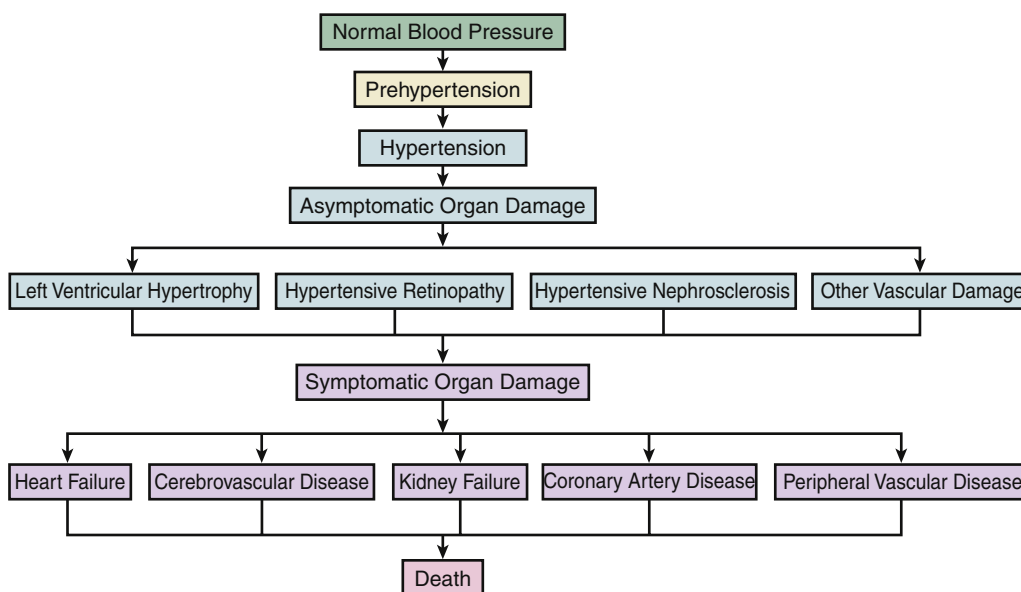 Normal Blood Pressure
Prehypertension
Hypertension
Asymptomatic Organ Damage
Left Ventricular Hypertrophy
Hypertensive Retinopathy
Hypertensive Nephrosclerosis
Other Vascular Damage
Symptomatic Organ Damage
Heart Failure
Cerebrovascular Disease
Kidney Failure
Coronary Artery Disease
Peripheral Vascular Disease
Death